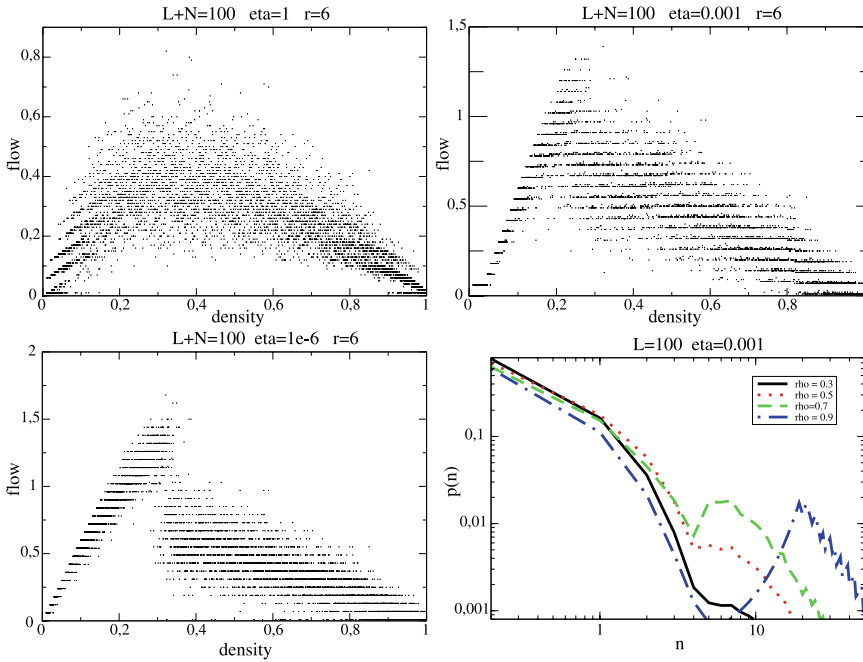 L+N=100 eta=1 r=6
0,8
0,6
0,4
0,2
0
flow
0 0,2 0,4 0,6 0,8 1
density
L+N=100 eta=0.001 r=6
1,5
1
0,5
0
flow
0 0,2 0,4 0,6 0,8
density
L+N=100 eta=1e-6 r=6
2
1,5
1
0,5
0
flow
0 0,2 0,4 0,6 0,8 1
density
L=100 eta=0.001
rho = 0.3
rho = 0.5
rho=0.7
rho = 0.9
0,1
0,01
0,001
p(n)
1 10
n